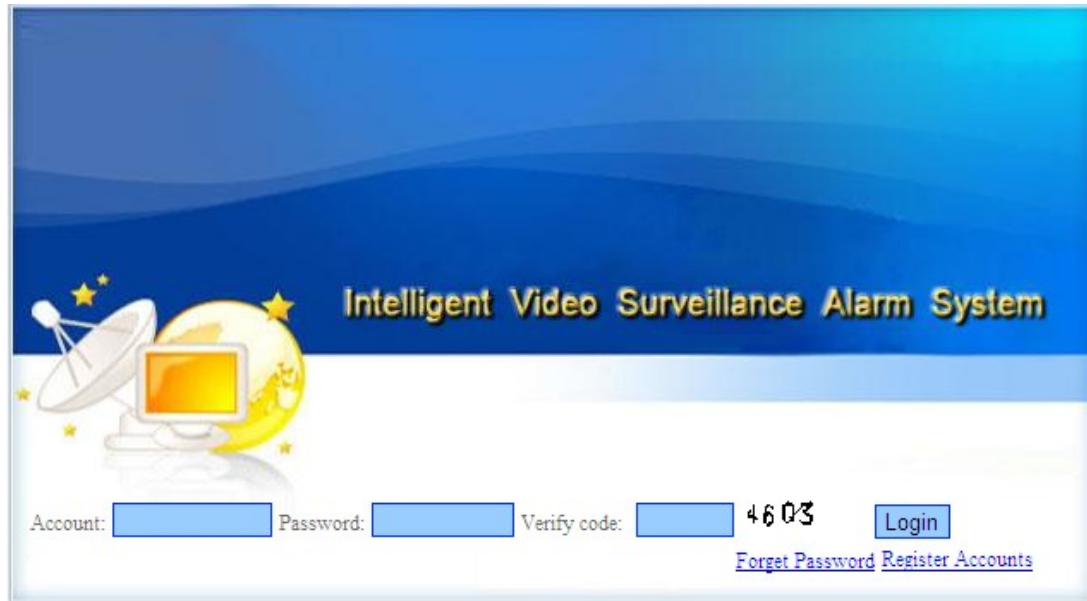 Intelligent Video Surveillance Alarm System
Account: Password: Verify code: 4603 Login
Forget Password Register Accounts